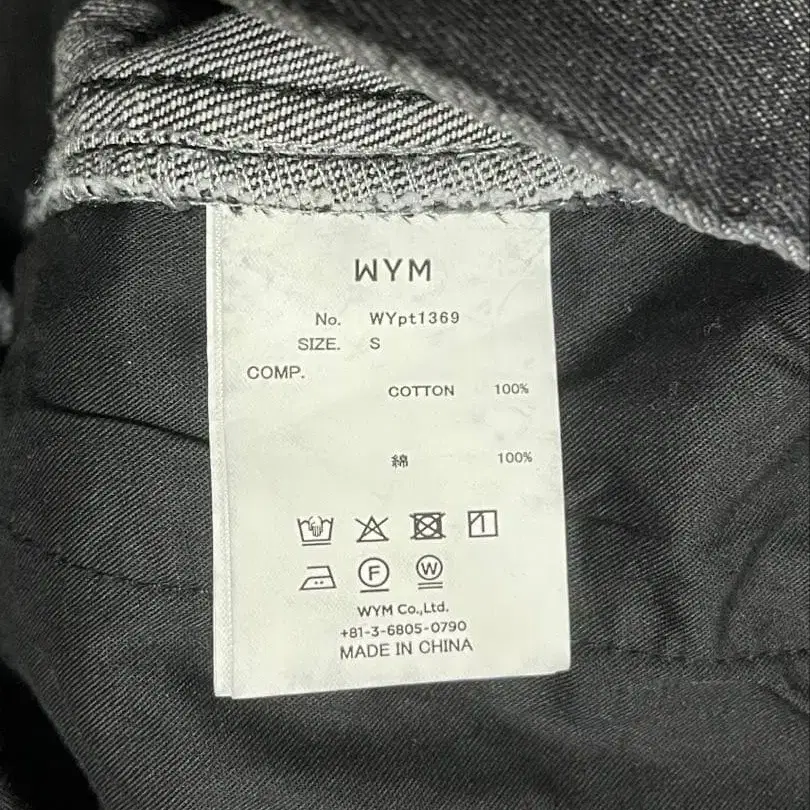 WYM
No. WYpt1369
SIZE. S
COMP.
COTTON 100%
綿 100%
F W
WYM Co.,Ltd.
+81-3-6805-0790
MADE IN CHINA